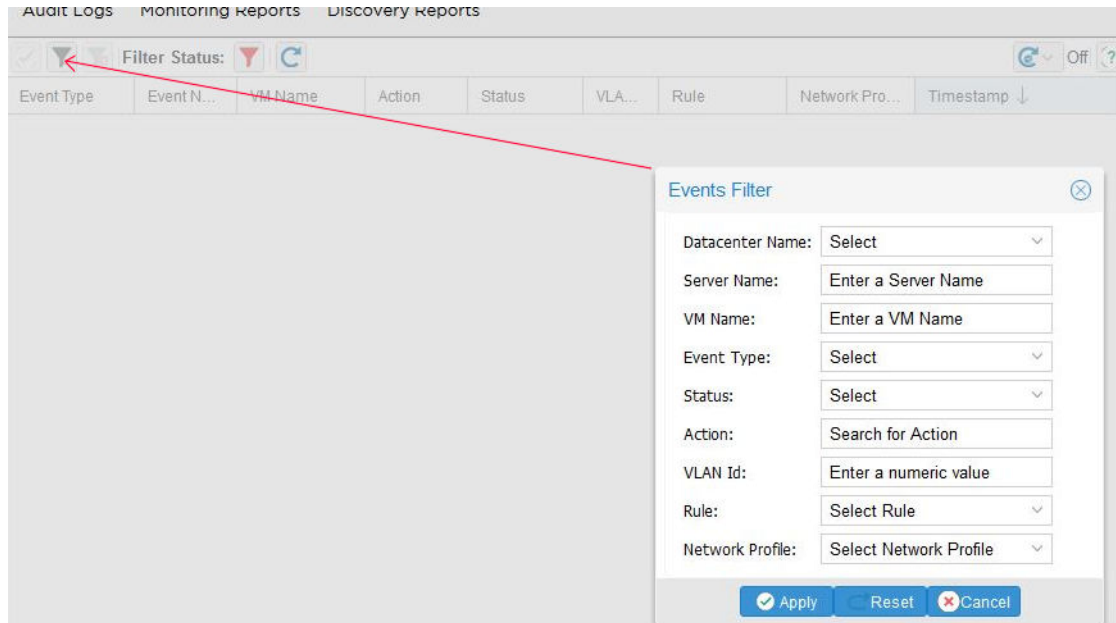 Audit Logs Monitoring Reports Discovery Reports
Filter Status: Off ?
Event Type Event N... VM Name Action Status VLA... Rule Network Pro... Timestamp ↓
Events Filter
Datacenter Name: Select
Server Name: Enter a Server Name
VM Name: Enter a VM Name
Event Type: Select
Status: Select
Action: Search for Action
VLAN Id: Enter a numeric value
Rule: Select Rule
Network Profile: Select Network Profile
Apply Reset Cancel